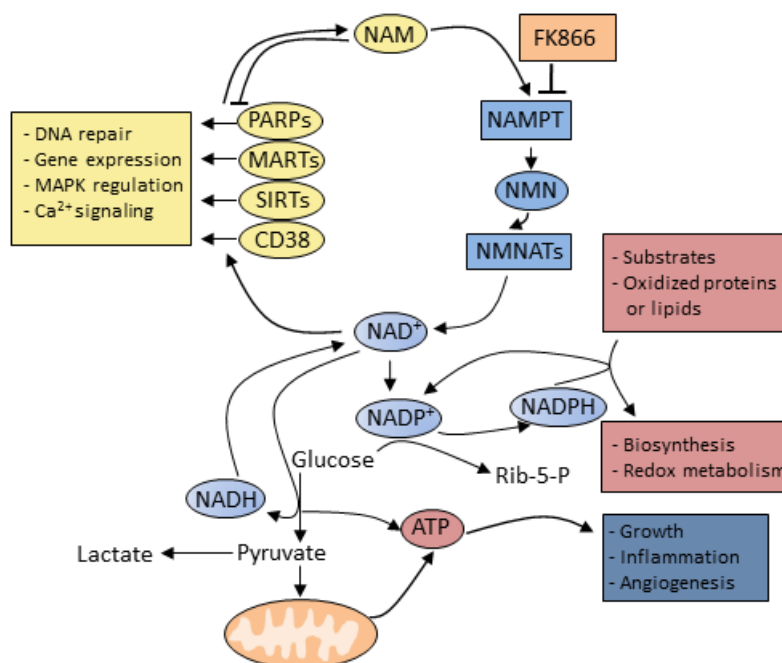 NAM
FK866
- DNA repair
- Gene expression
- MAPK regulation
- Ca²⁺ signaling
PARPs
MARTs
SIRTs
CD38
NAMPT
NMN
NMNATs
- Substrates
- Oxidized proteins
or lipids
NAD⁺
NADP⁺
NADPH
- Biosynthesis
- Redox metabolism
Glucose
Rib-5-P
NADH
ATP
Lactate
Pyruvate
- Growth
- Inflammation
- Angiogenesis